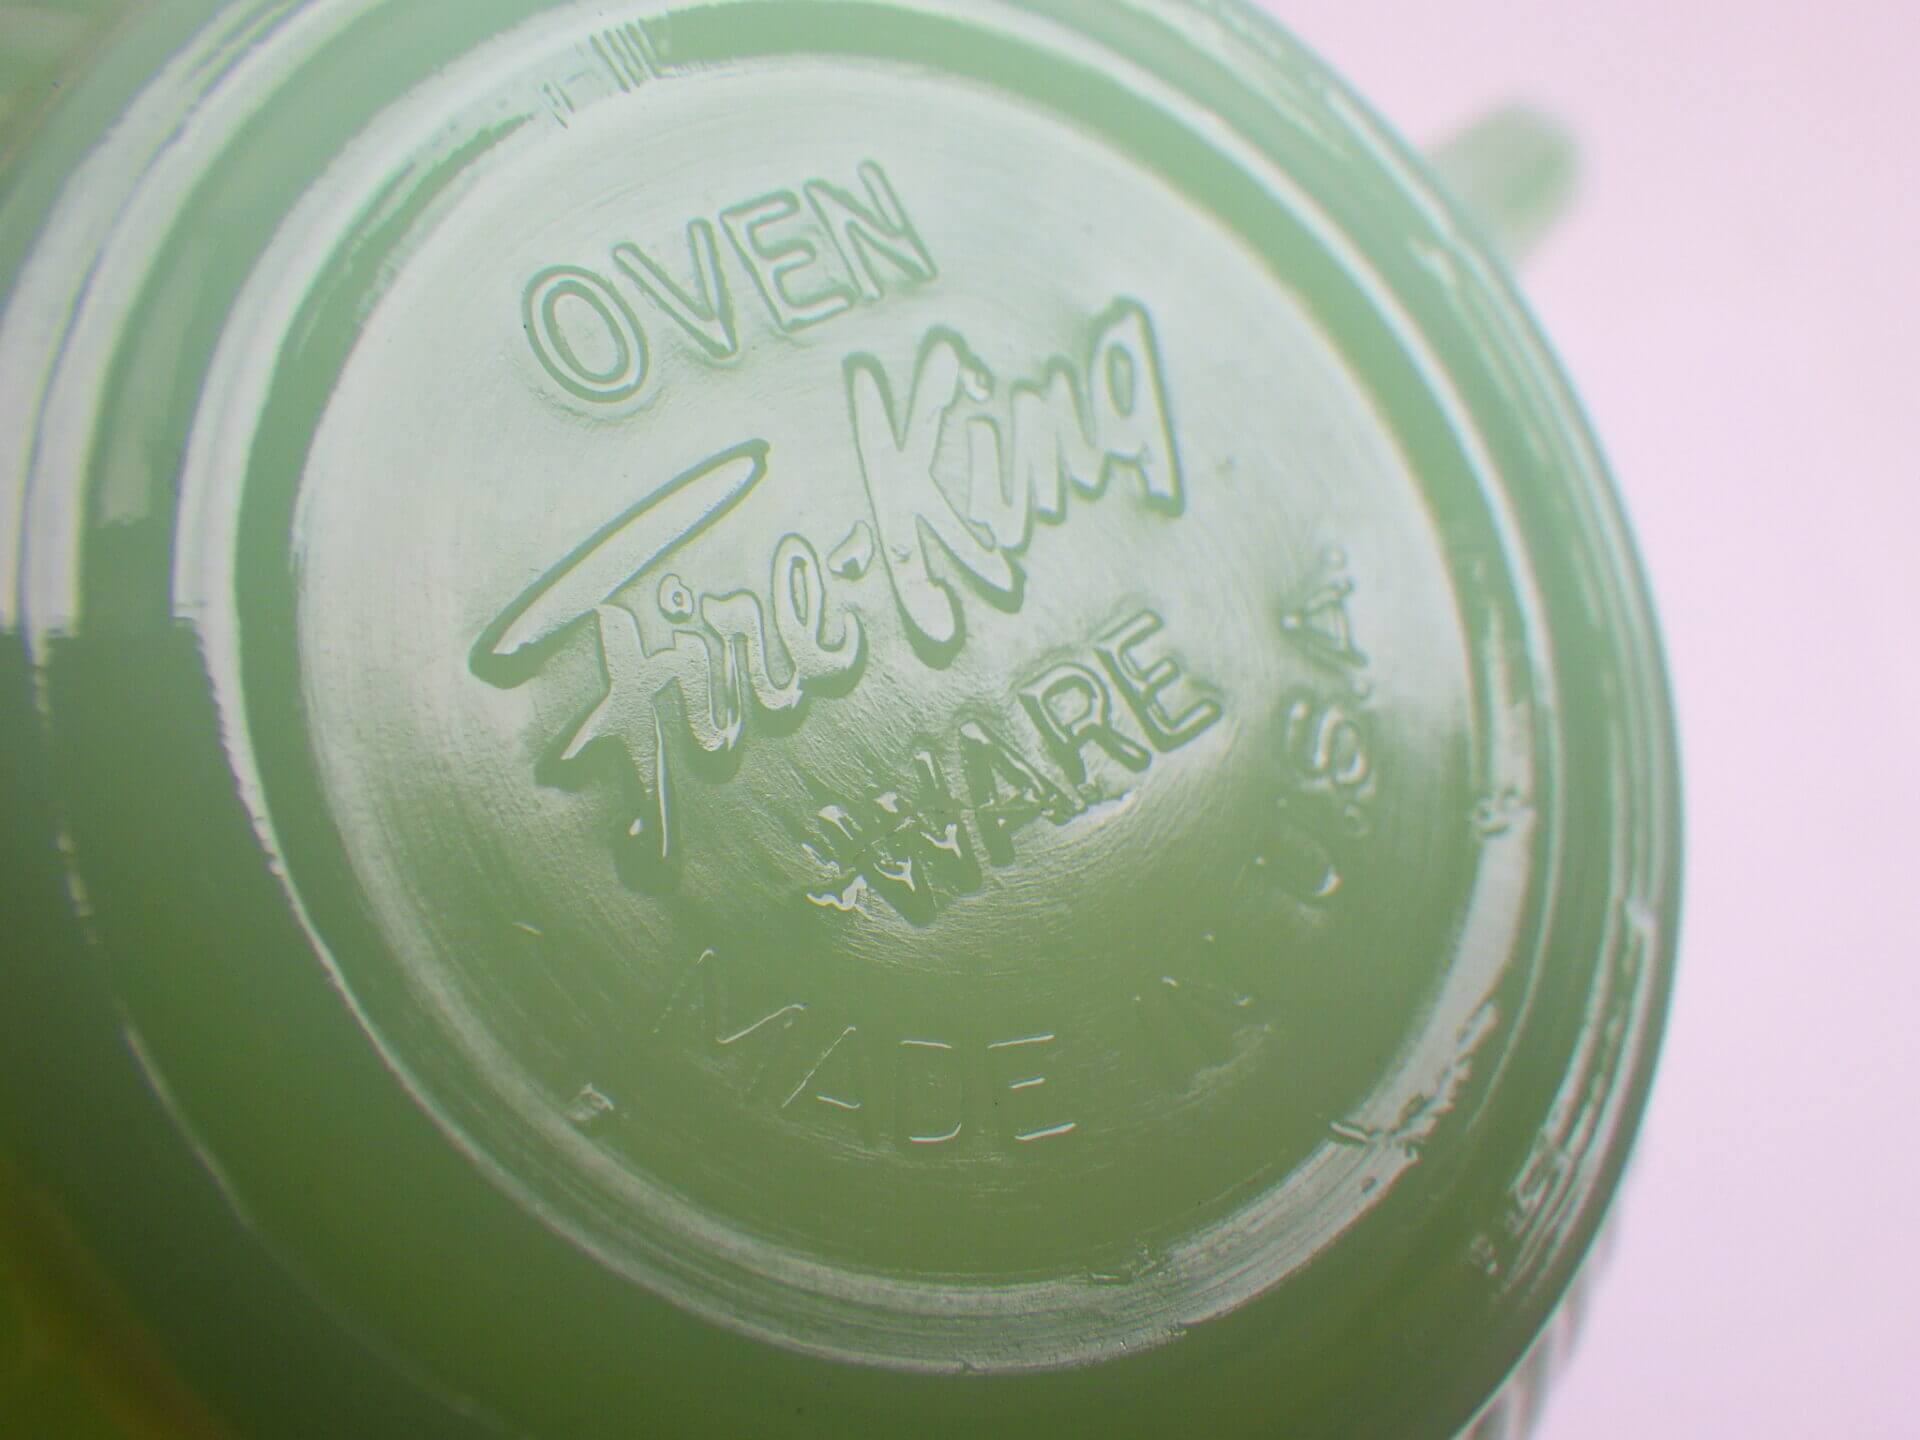 OVEN
Fire-King
WARE
MADE IN U.S.A.